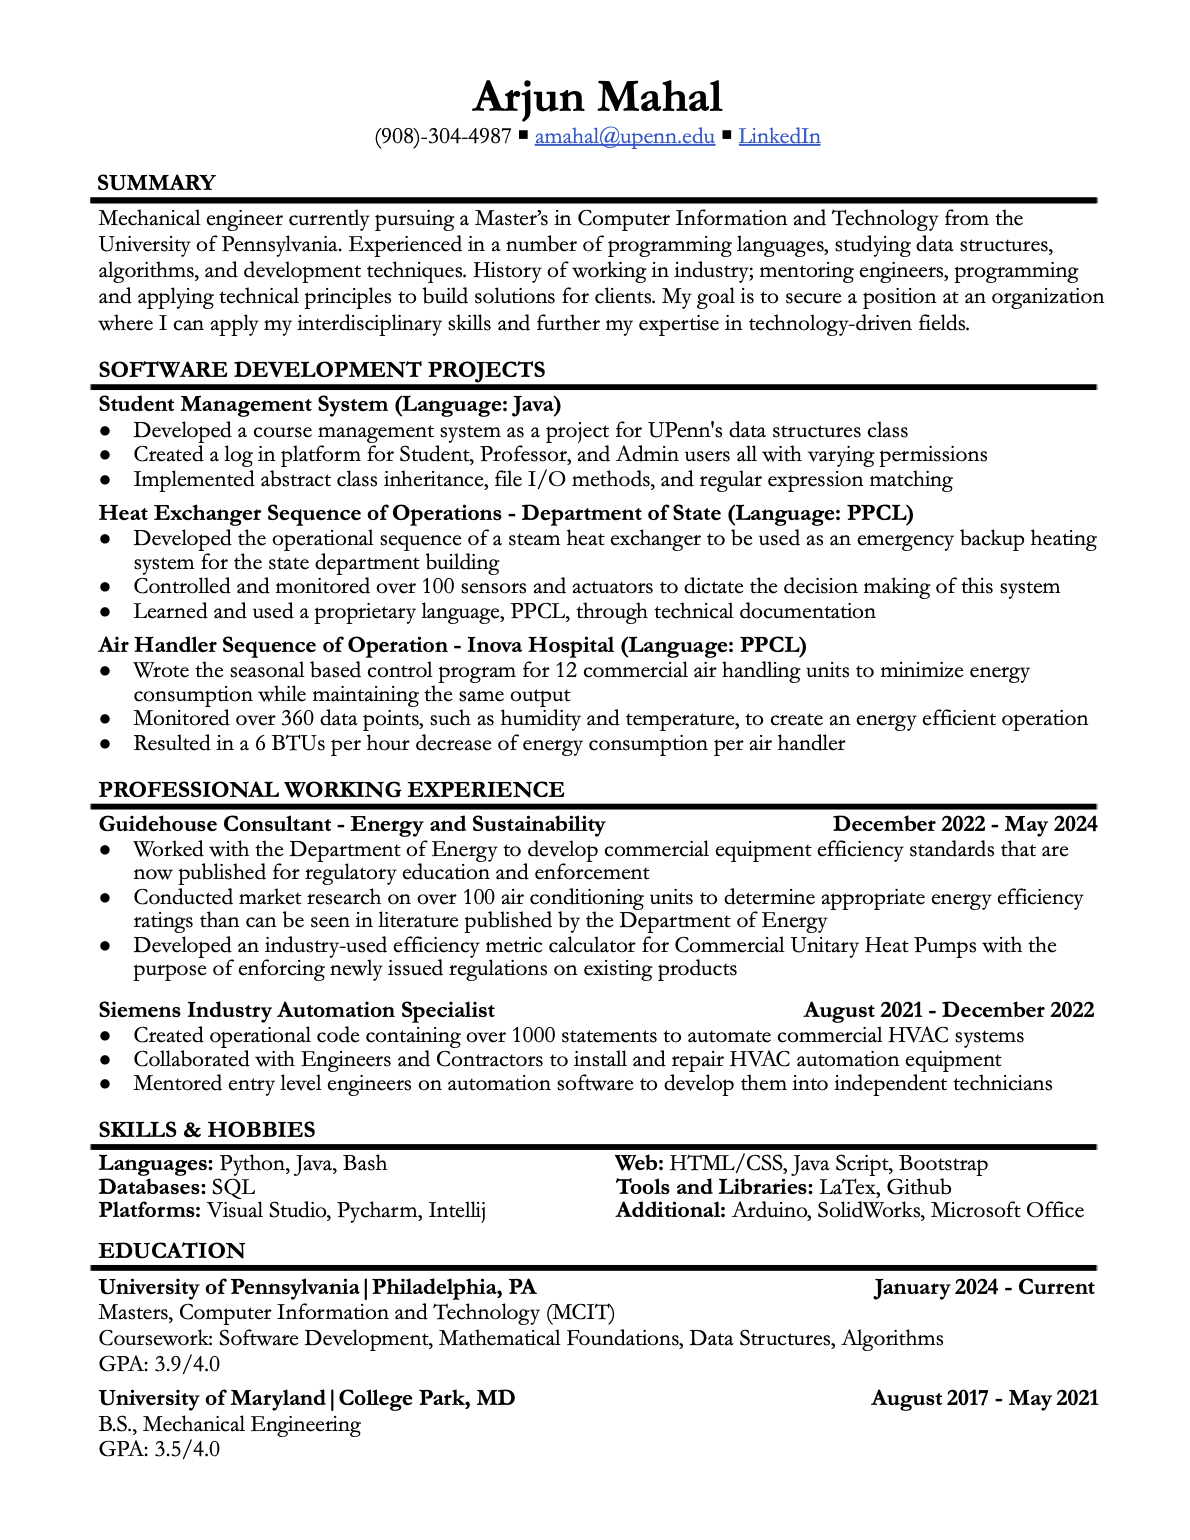 Arjun Mahal
(908)-304-4987 ▪ amahal@upenn.edu ▪ LinkedIn
SUMMARY
Mechanical engineer currently pursuing a Master’s in Computer Information and Technology from the
University of Pennsylvania. Experienced in a number of programming languages, studying data structures,
algorithms, and development techniques. History of working in industry; mentoring engineers, programming
and applying technical principles to build solutions for clients. My goal is to secure a position at an organization
where I can apply my interdisciplinary skills and further my expertise in technology-driven fields.
SOFTWARE DEVELOPMENT PROJECTS
Student Management System (Language: Java)
● Developed a course management system as a project for UPenn's data structures class
● Created a log in platform for Student, Professor, and Admin users all with varying permissions
● Implemented abstract class inheritance, file I/O methods, and regular expression matching
Heat Exchanger Sequence of Operations - Department of State (Language: PPCL)
● Developed the operational sequence of a steam heat exchanger to be used as an emergency backup heating
system for the state department building
● Controlled and monitored over 100 sensors and actuators to dictate the decision making of this system
● Learned and used a proprietary language, PPCL, through technical documentation
Air Handler Sequence of Operation - Inova Hospital (Language: PPCL)
● Wrote the seasonal based control program for 12 commercial air handling units to minimize energy
consumption while maintaining the same output
● Monitored over 360 data points, such as humidity and temperature, to create an energy efficient operation
● Resulted in a 6 BTUs per hour decrease of energy consumption per air handler
PROFESSIONAL WORKING EXPERIENCE
Guidehouse Consultant - Energy and Sustainability December 2022 - May 2024
● Worked with the Department of Energy to develop commercial equipment efficiency standards that are
now published for regulatory education and enforcement
● Conducted market research on over 100 air conditioning units to determine appropriate energy efficiency
ratings than can be seen in literature published by the Department of Energy
● Developed an industry-used efficiency metric calculator for Commercial Unitary Heat Pumps with the
purpose of enforcing newly issued regulations on existing products
Siemens Industry Automation Specialist August 2021 - December 2022
● Created operational code containing over 1000 statements to automate commercial HVAC systems
● Collaborated with Engineers and Contractors to install and repair HVAC automation equipment
● Mentored entry level engineers on automation software to develop them into independent technicians
SKILLS & HOBBIES
Languages: Python, Java, Bash Web: HTML/CSS, Java Script, Bootstrap
Databases: SQL Tools and Libraries: LaTex, Github
Platforms: Visual Studio, Pycharm, Intellij Additional: Arduino, SolidWorks, Microsoft Office
EDUCATION
University of Pennsylvania|Philadelphia, PA January 2024 - Current
Masters, Computer Information and Technology (MCIT)
Coursework: Software Development, Mathematical Foundations, Data Structures, Algorithms
GPA: 3.9/4.0
University of Maryland|College Park, MD August 2017 - May 2021
B.S., Mechanical Engineering
GPA: 3.5/4.0